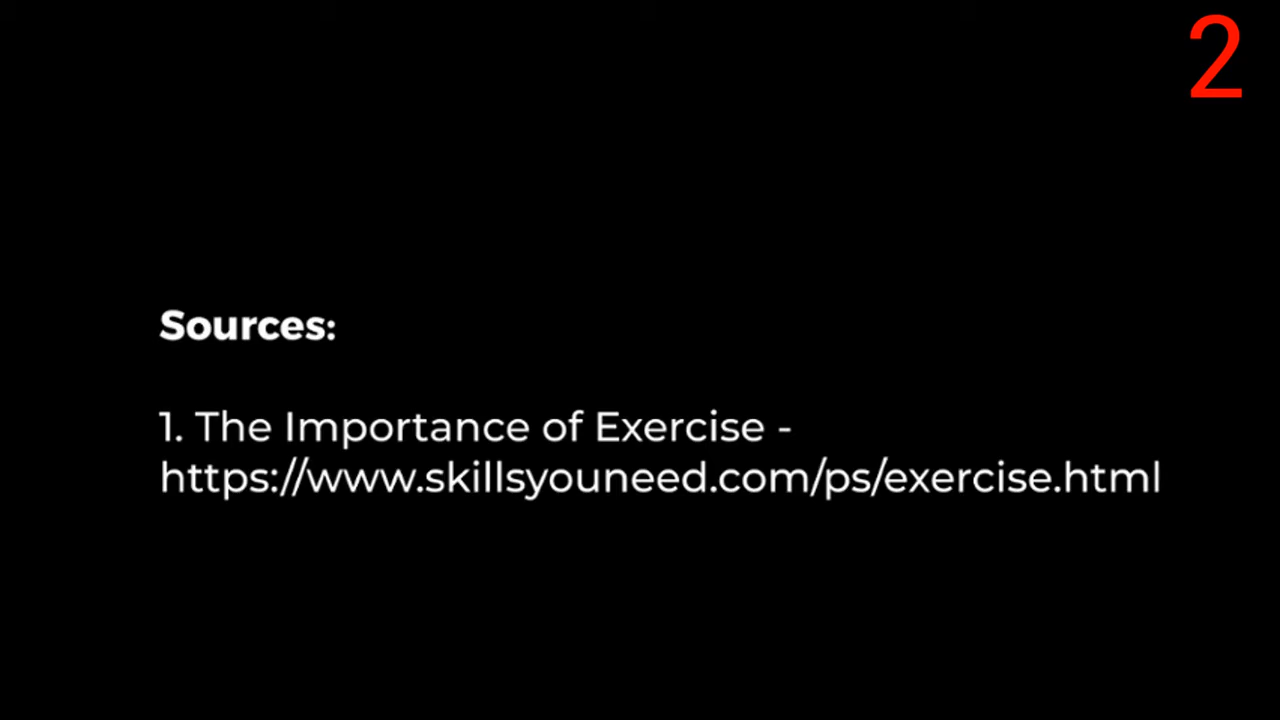 2
Sources:
1. The Importance of Exercise -
https://www.skillsyouneed.com/ps/exercise.html